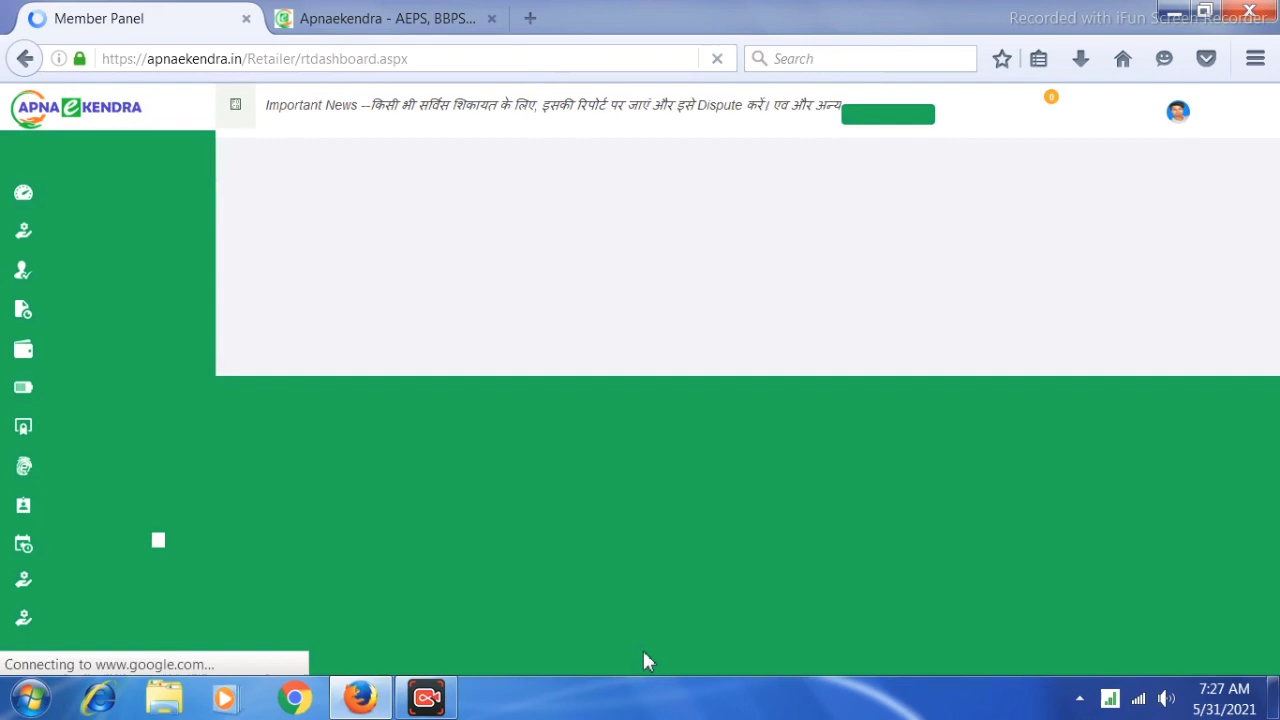 Member Panel
Apnaekendra - AEPS, BBPS...
Recorded with iFun Screen Recorder
https://apnaekendra.in/Retailer/rtdashboard.aspx
Search
APNA e KENDRA
Important News --किसी भी सर्विस शिकायत के लिए, इसकी रिपोर्ट पर जाएं और इसे Dispute करें। एव और अन्य
0
Connecting to www.google.com...
7:27 AM
5/31/2021